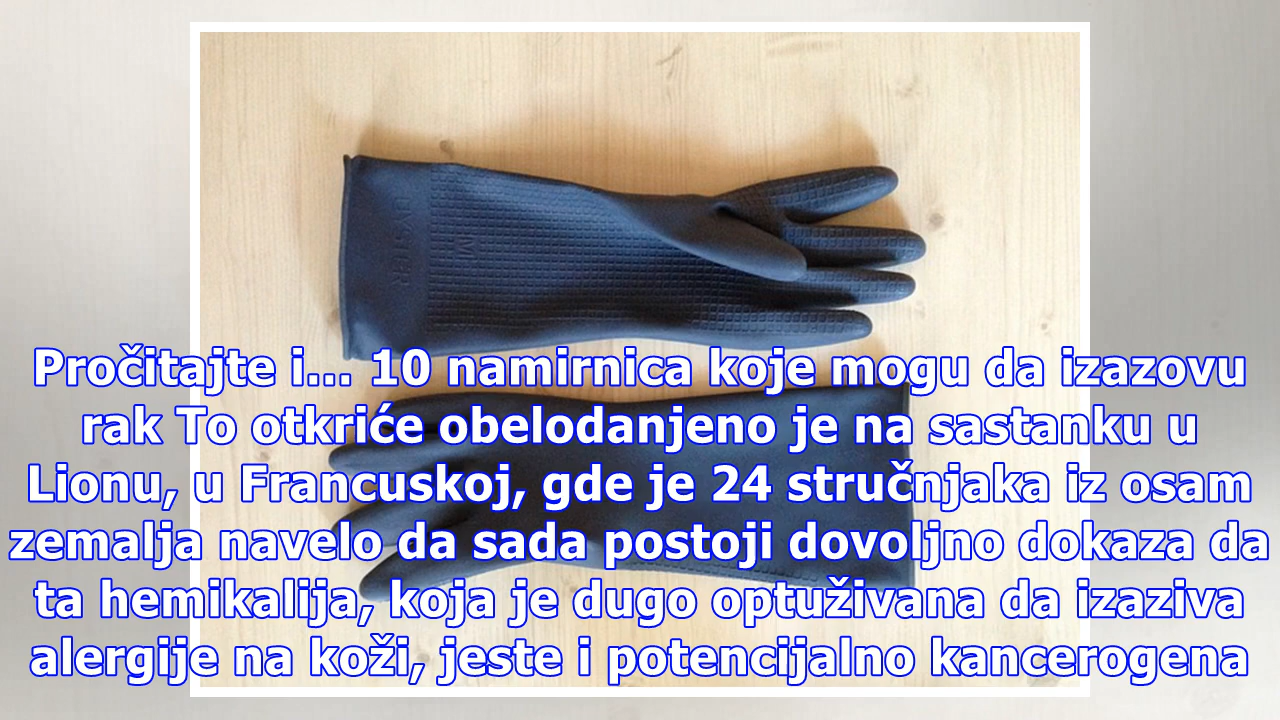 MASTER
M
Pročitajte i... 10 namirnica koje mogu da izazovu
rak To otkriće obelodanjeno je na sastanku u
Lionu, u Francuskoj, gde je 24 stručnjaka iz osam
zemalja navelo da sada postoji dovoljno dokaza da
ta hemikalija, koja je dugo optuživana da izaziva
alergije na koži, jeste i potencijalno kancerogena